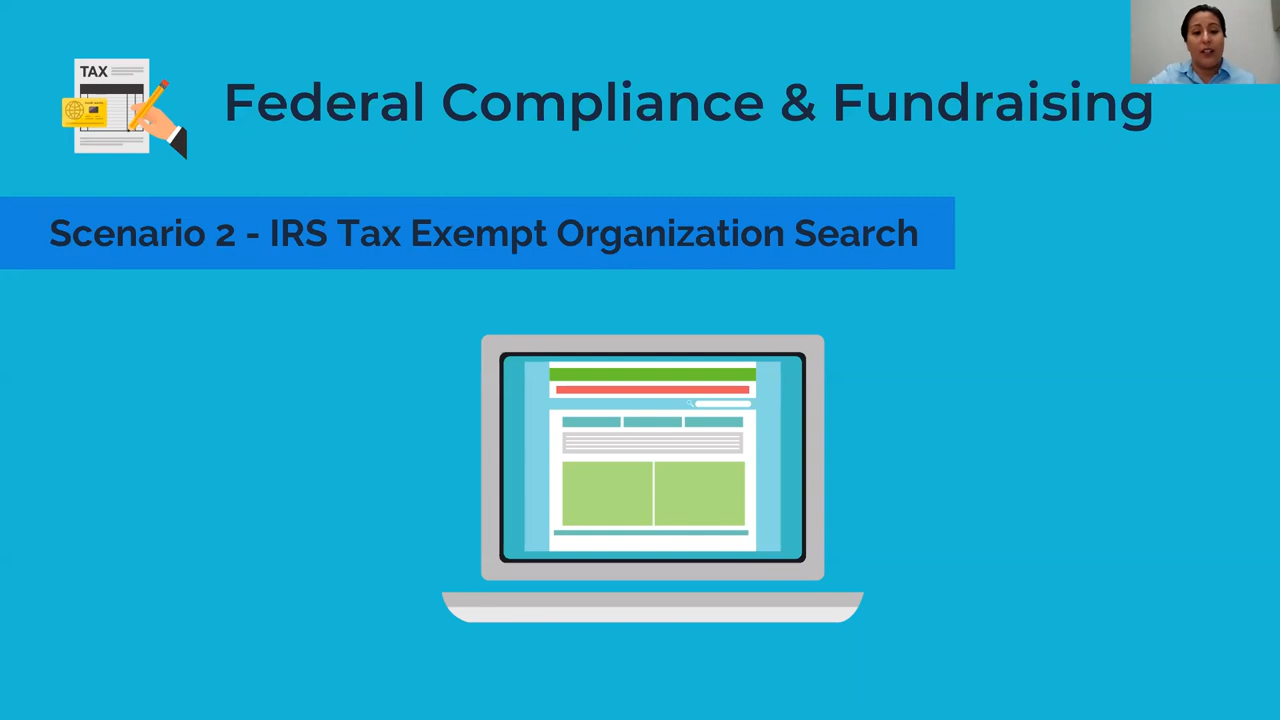 TAX
Federal Compliance & Fundraising
Scenario 2 - IRS Tax Exempt Organization Search